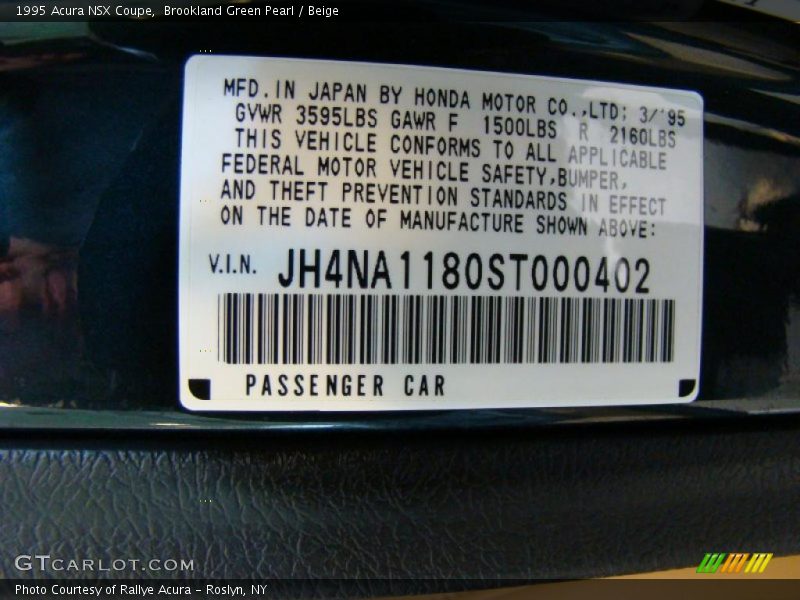 1995 Acura NSX Coupe,  Brookland Green Pearl / Beige
MFD.IN JAPAN BY HONDA MOTOR CO.,LTD: 3/'95
GVWR 3595LBS GAWR F 1500LBS R 2160LBS
THIS VEHICLE CONFORMS TO ALL APPLICABLE
FEDERAL MOTOR VEHICLE SAFETY,BUMPER,
AND THEFT PREVENTION STANDARDS IN EFFECT
ON THE DATE OF MANUFACTURE SHOWN ABOVE:
V.I.N. JH4NA1180ST000402
PASSENGER CAR
GTCARLOT.COM
Photo Courtesy of Rallye Acura - Roslyn, NY